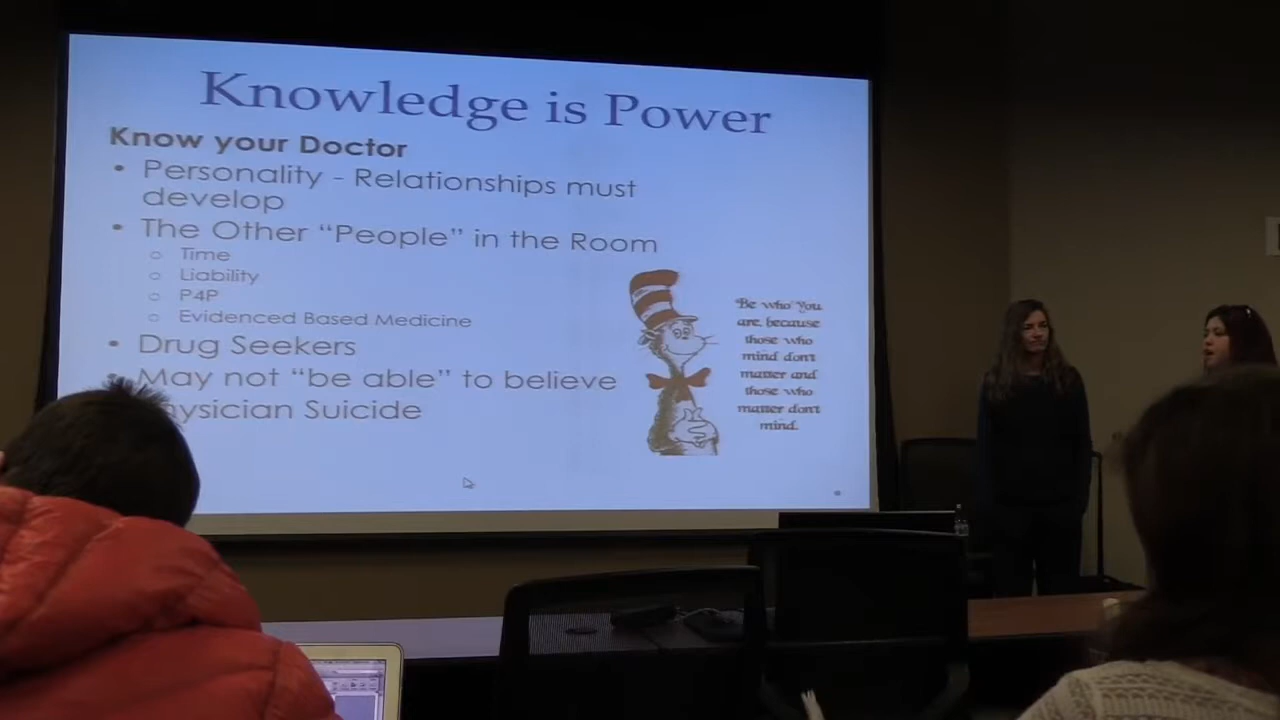 Knowledge is Power
Know your Doctor
• Personality - Relationships must
develop
• The Other “People” in the Room
o Time
o Liability
o P4P
o Evidenced Based Medicine
• Drug Seekers
• May not “be able” to believe
Suicide
Be who you
are, because
those who
mind don't
matter and
those who
matter don't
mind.